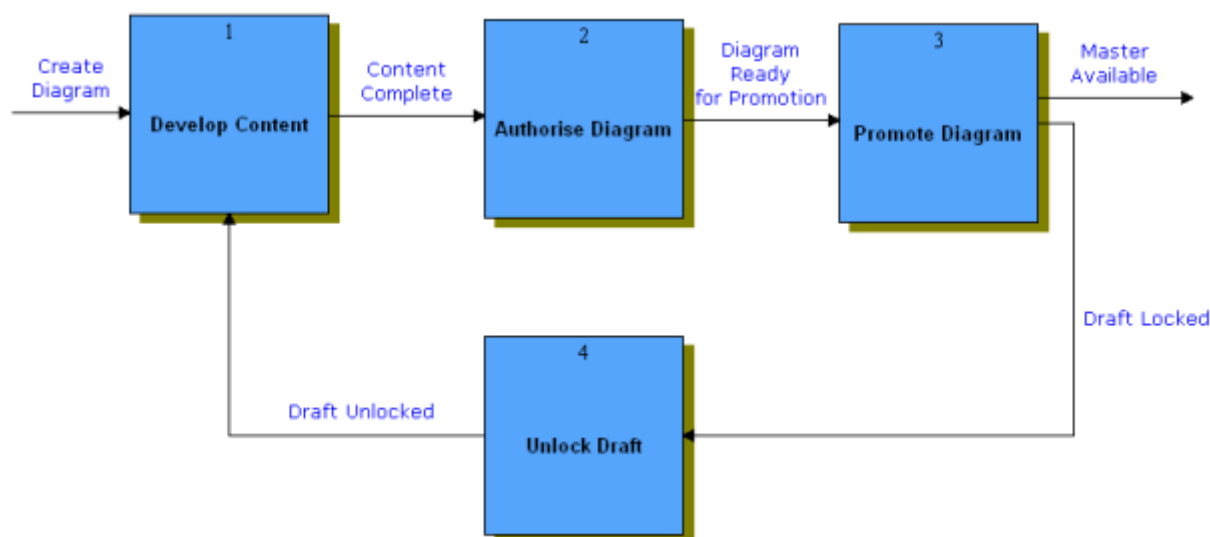 1
2
3
Create
Diagram
Content
Complete
Diagram
Ready
for Promotion
Master
Available
Develop Content
Authorise Diagram
Promote Diagram
Draft Locked
4
Draft Unlocked
Unlock Draft